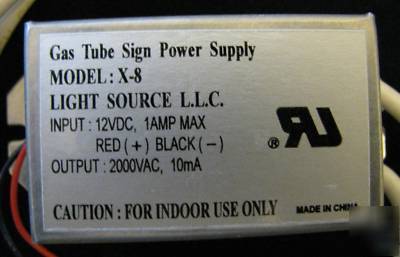 Gas Tube Sign Power Supply
MODEL : X-8
LIGHT SOURCE L.L.C.
INPUT : 12VDC, 1AMP MAX
RED ( + ) BLACK ( – )
OUTPUT : 2000VAC, 10mA
RU ®
CAUTION : FOR INDOOR USE ONLY
MADE IN CHINA